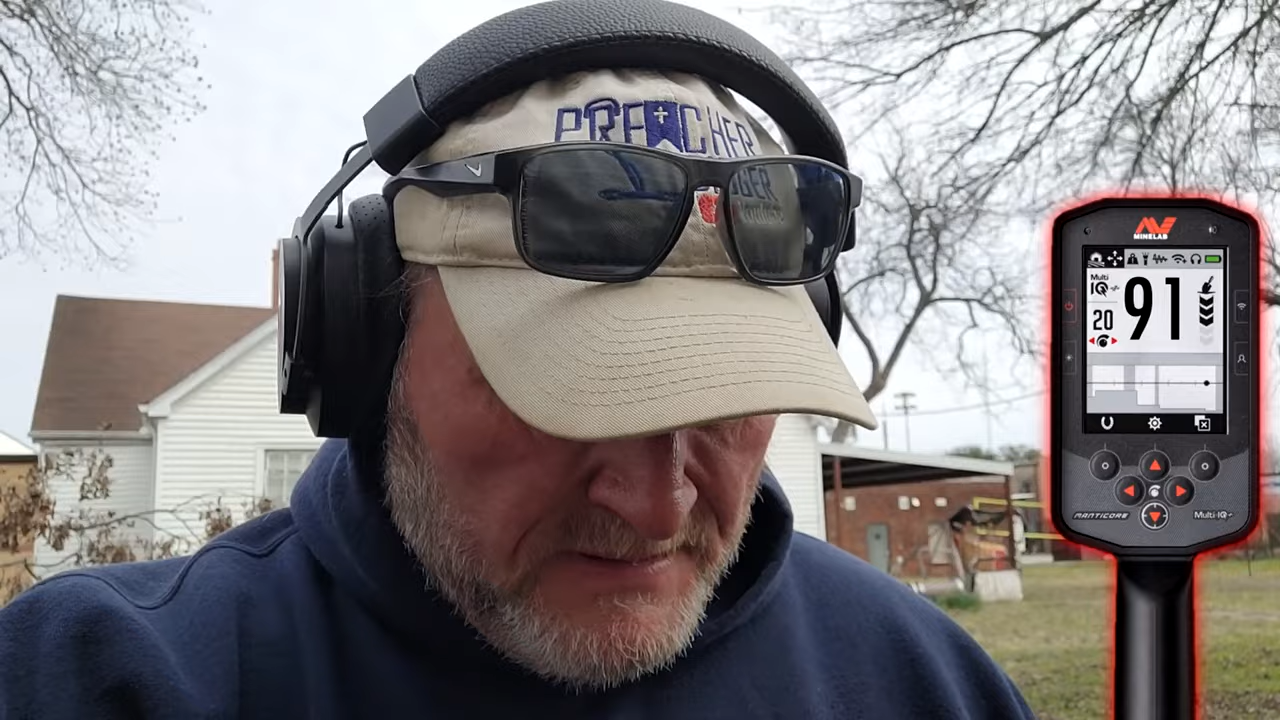 PREACHER
MINELAB
Multi
IQ
91
20
MANTICORE
Multi-IQ+